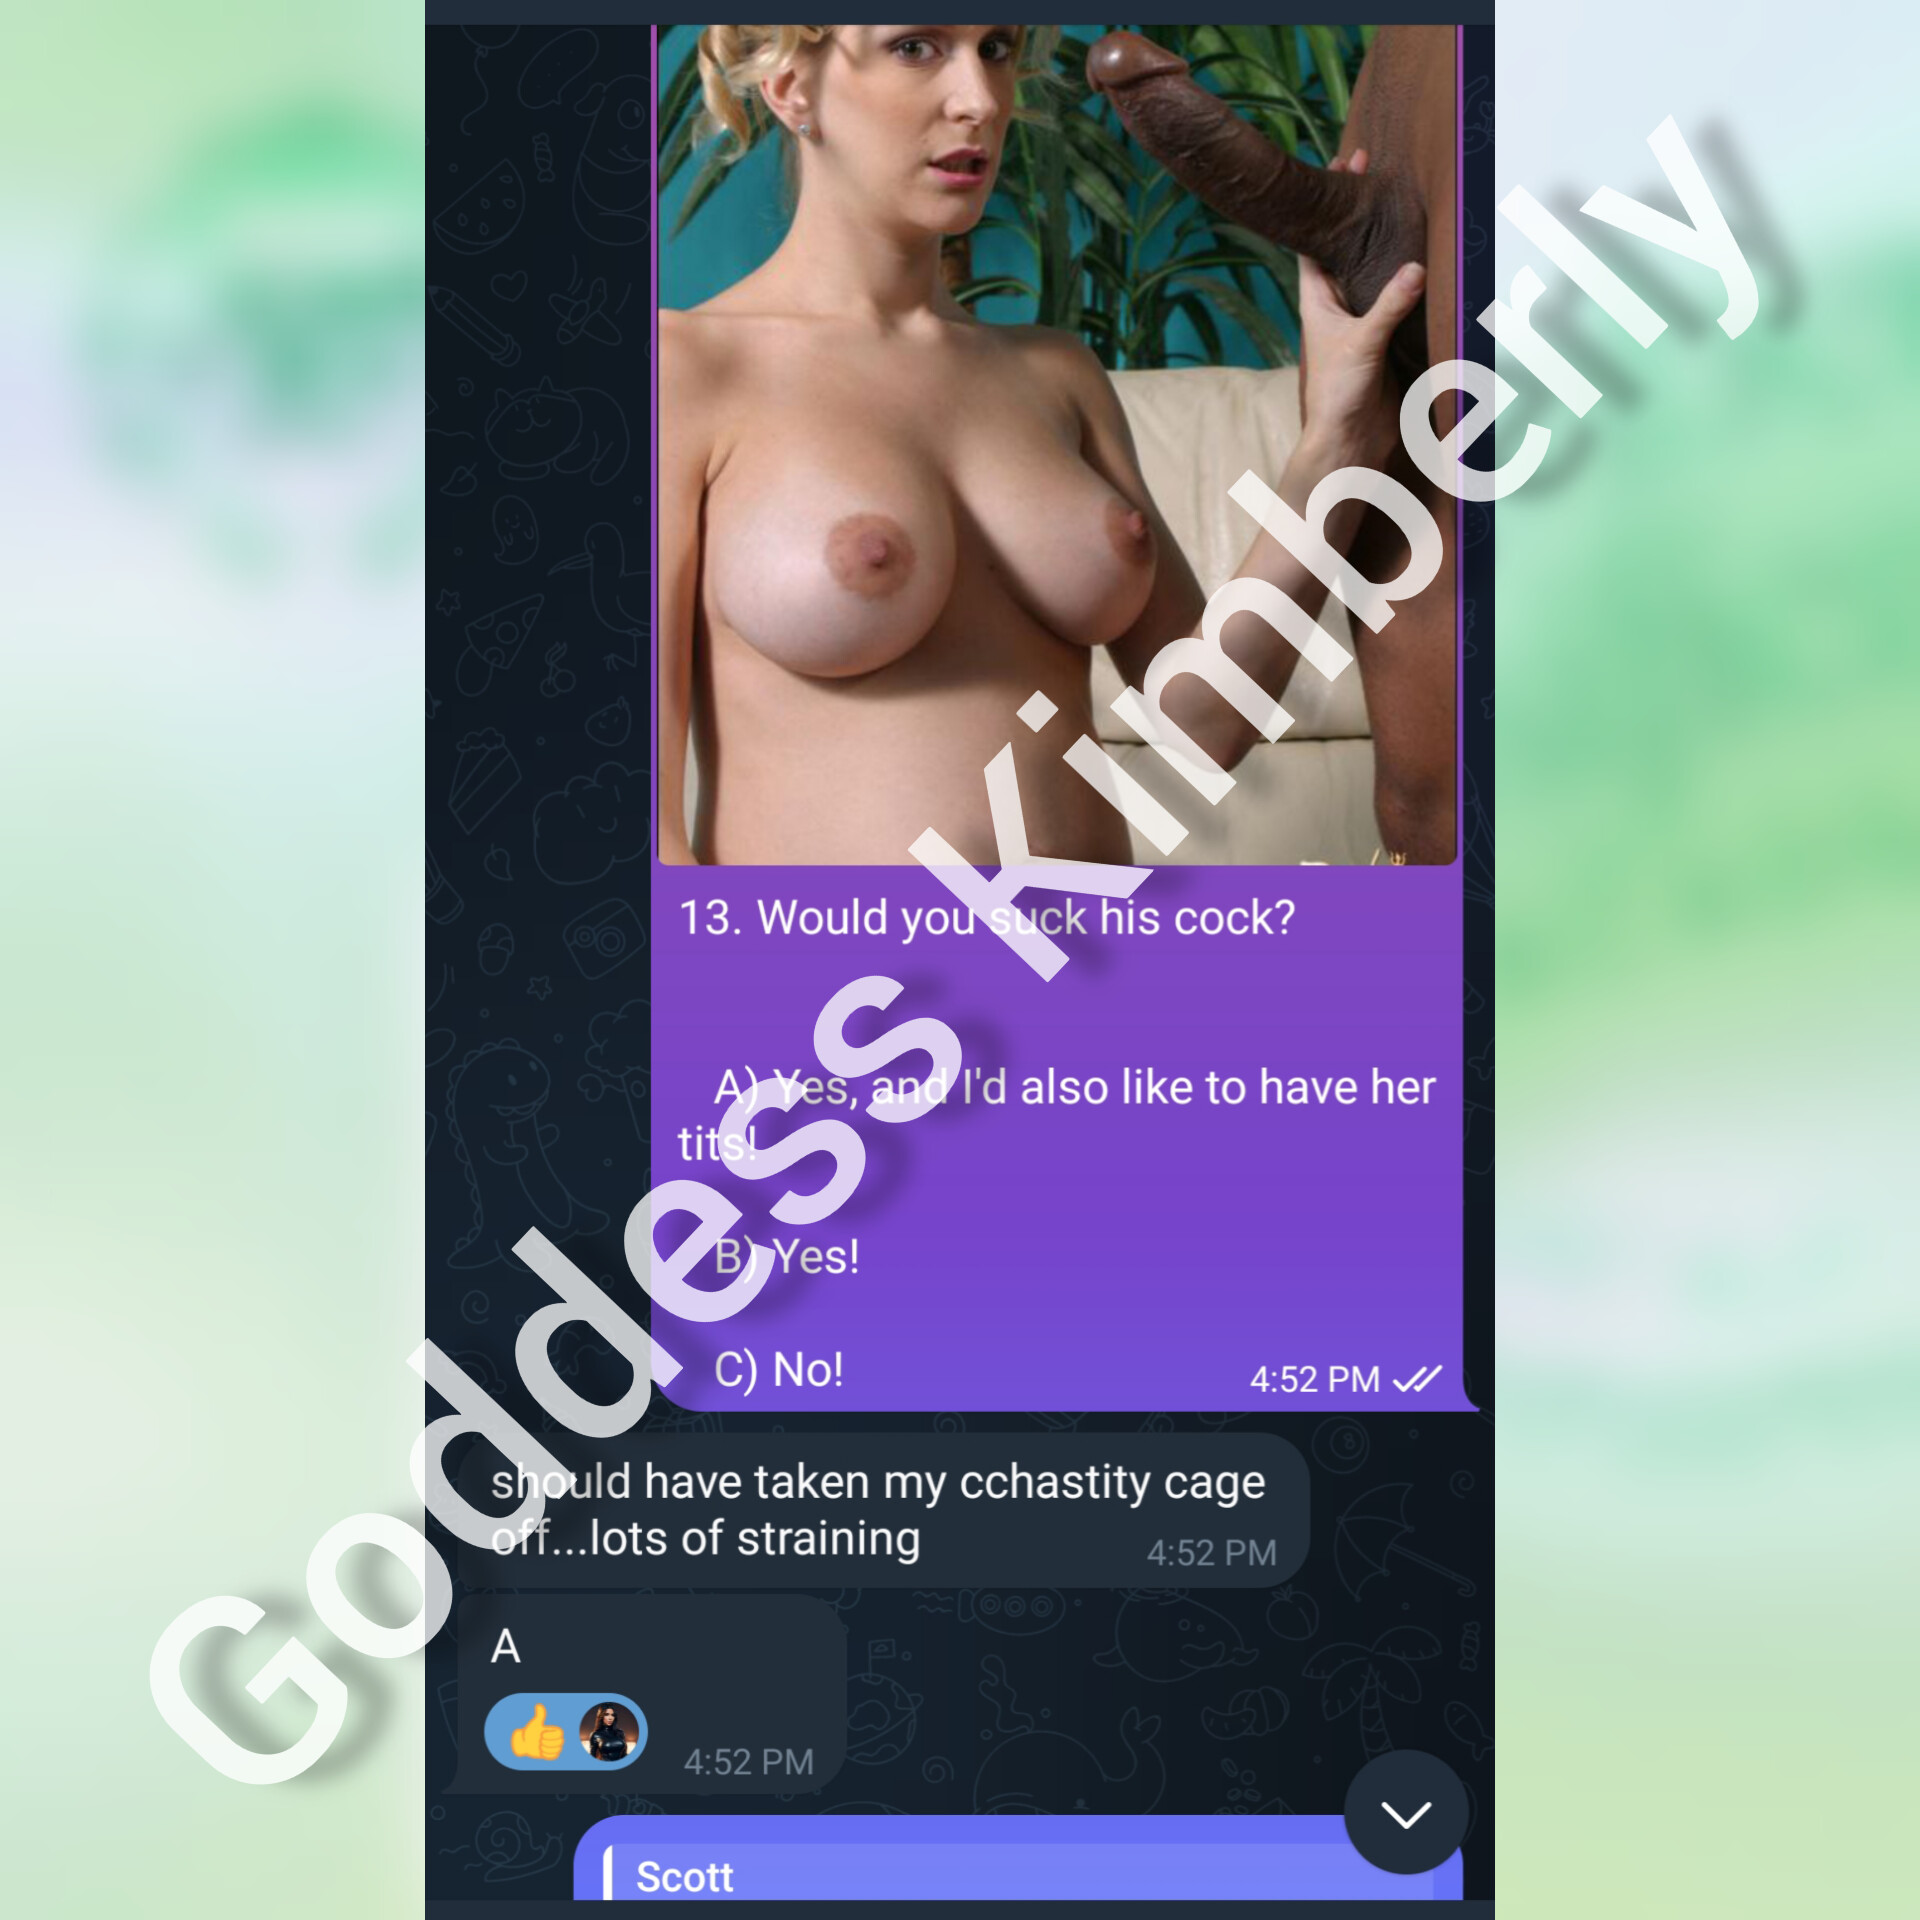 13. Would you suck his cock?
A) Yes, and I'd also like to have her
tits!
B) Yes!
C) No!
4:52 PM
should have taken my cchastity cage
off...lots of straining
4:52 PM
A
4:52 PM
Scott
Goddess Kimberly